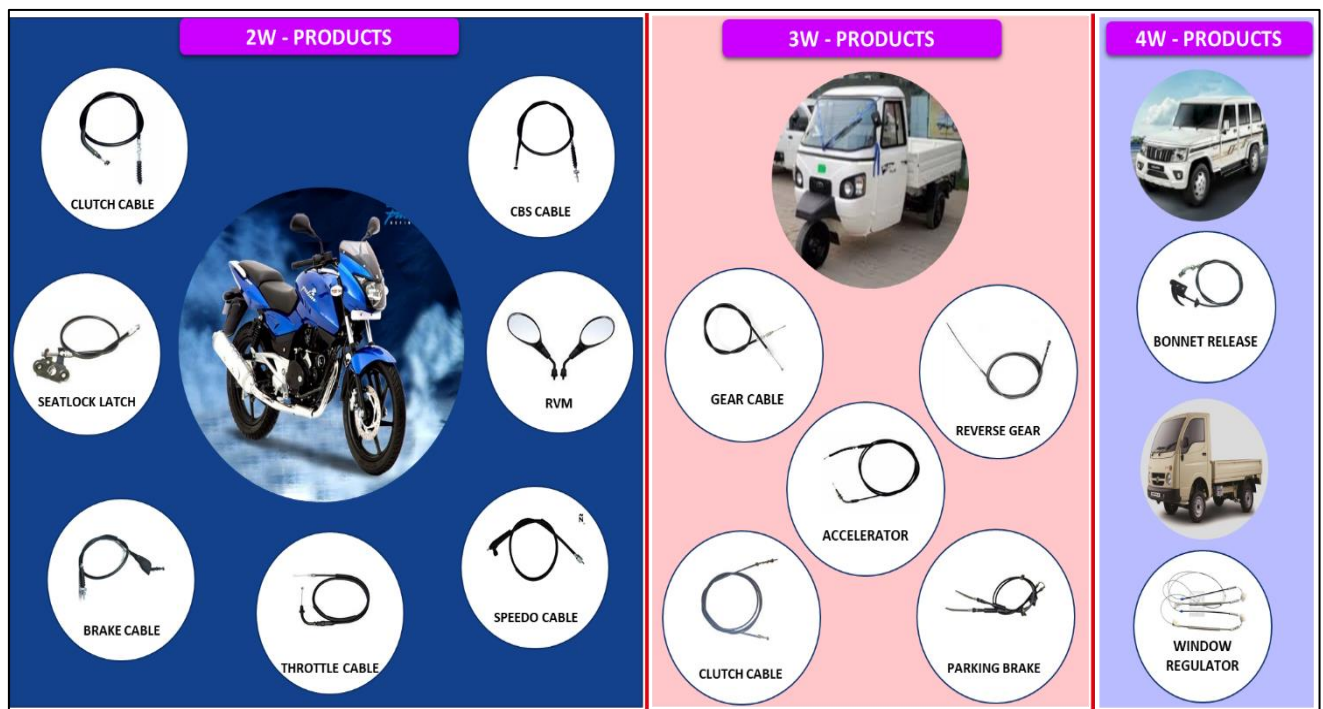 2W - PRODUCTS
CLUTCH CABLE
CBS CABLE
SEATLOCK LATCH
RVM
BRAKE CABLE
THROTTLE CABLE
SPEEDO CABLE
3W - PRODUCTS
GEAR CABLE
REVERSE GEAR
ACCELERATOR
CLUTCH CABLE
PARKING BRAKE
4W - PRODUCTS
BONNET RELEASE
WINDOW
REGULATOR